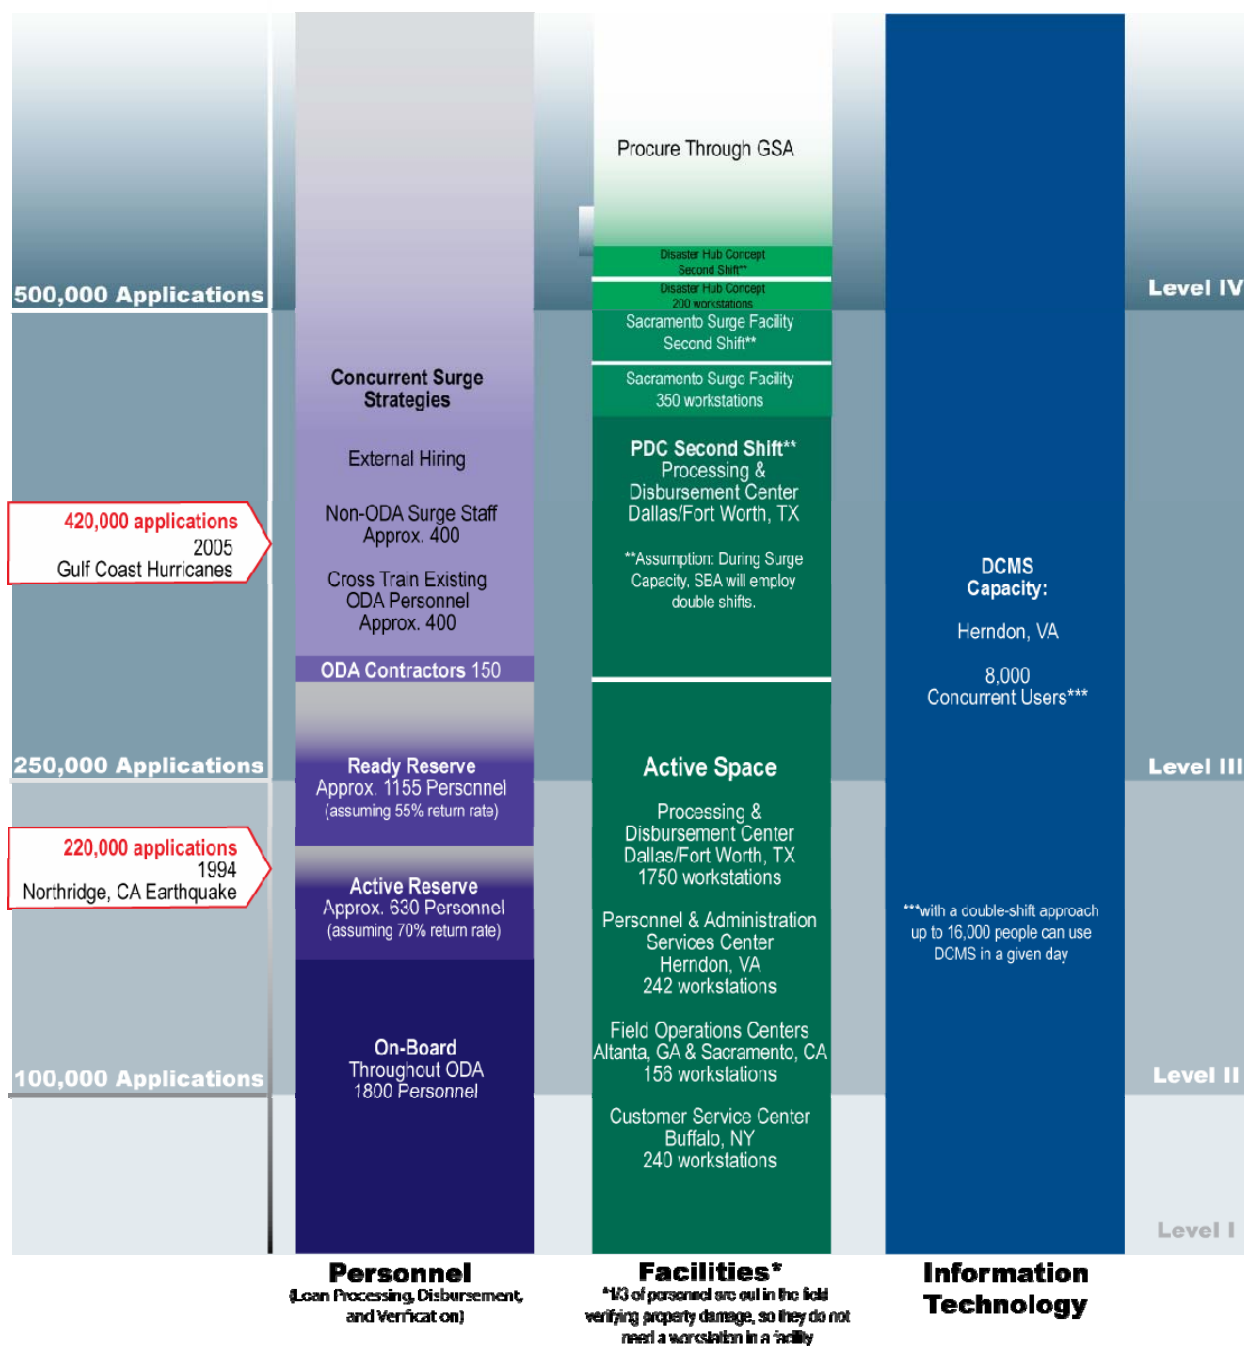 500,000 Applications
420,000 applications
2005
Gulf Coast Hurricanes
250,000 Applications
220,000 applications
1994
Northridge, CA Earthquake
100,000 Applications
Concurrent Surge
Strategies
External Hiring
Non-ODA Surge Staff
Approx. 400
Cross Train Existing
ODA Personnel
Approx. 400
ODA Contractors 150
Ready Reserve
Approx. 1155 Personnel
(assuming 55% return rate)
Active Reserve
Approx. 630 Personnel
(assuming 70% return rate)
On-Board
Throughout ODA
1800 Personnel
Personnel
(Loan Processing, Disbursement,
and Verification)
Procure Through GSA
Disaster Hub Concept
Second Shift**
Disaster Hub Concept
200 workstations
Sacramento Surge Facility
Second Shift**
Sacramento Surge Facility
350 workstations
PDC Second Shift**
Processing &
Disbursement Center
Dallas/Fort Worth, TX
**Assumption: During Surge
Capacity, SBA will employ
double shifts.
Active Space
Processing &
Disbursement Center
Dallas/Fort Worth, TX
1750 workstations
Personnel & Administration
Services Center
Herndon, VA
242 workstations
Field Operations Centers
Altanta, GA & Sacramento, CA
156 workstations
Customer Service Center
Buffalo, NY
240 workstations
Facilities*
*1/3 of personnel are out in the field
verifying property damage, so they do not
need a workstation in a facility
DCMS
Capacity:
Herndon, VA
8,000
Concurrent Users***
***with a double-shift approach
up to 16,000 people can use
DCMS in a given day
Information
Technology
Level IV
Level III
Level II
Level I